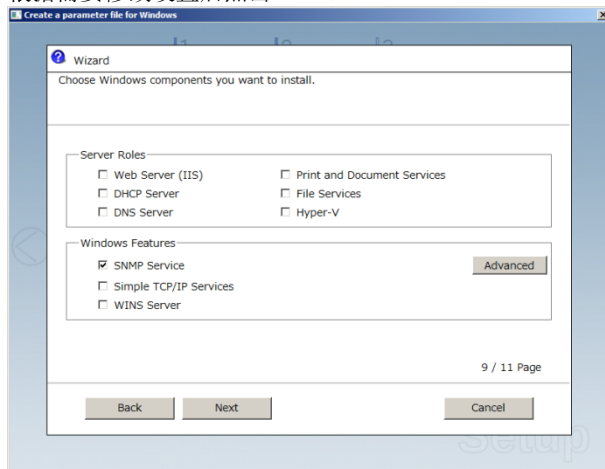 Create a parameter file for Windows
Wizard
Choose Windows components you want to install.
Server Roles
Web Server (IIS)
Print and Document Services
DHCP Server
File Services
DNS Server
Hyper-V
Windows Features
SNMP Service
Advanced
Simple TCP/IP Services
WINS Server
9 / 11 Page
Back
Next
Cancel
Setup